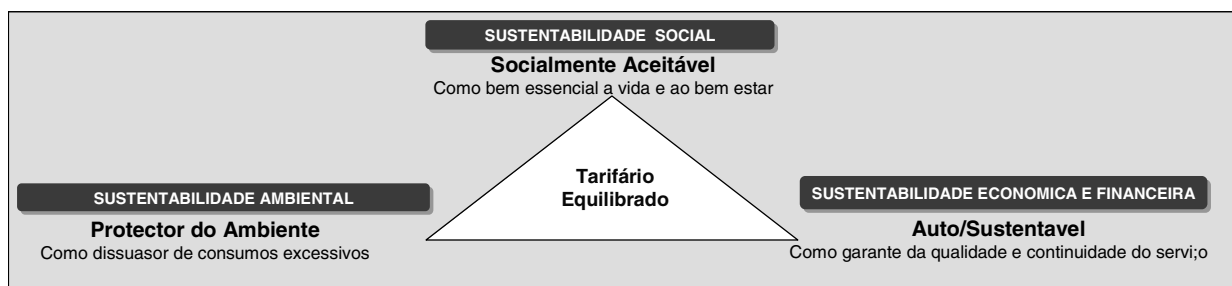 SUSTENTABILIDADE SOCIAL
Socialmente Aceitável
Como bem essencial a vida e ao bem estar
Tarifário
Equilibrado
SUSTENTABILIDADE AMBIENTAL
Protector do Ambiente
Como dissuasor de consumos excessivos
SUSTENTABILIDADE ECONOMICA E FINANCEIRA
Auto/Sustentavel
Como garante da qualidade e continuidade do servi;o